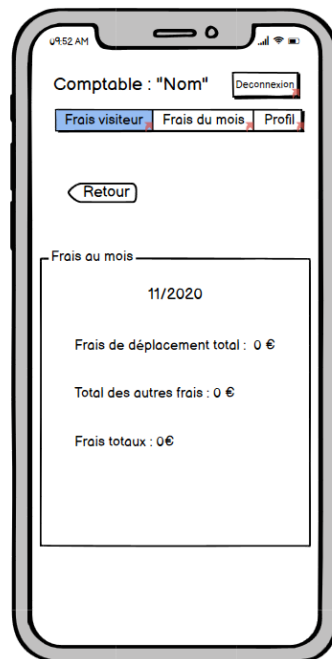 09:52 AM
Comptable : "Nom" Deconnexion
Frais visiteur Frais du mois Profil
Retour
Frais au mois
11/2020
Frais de déplacement total : 0 €
Total des autres frais : 0 €
Frais totaux : 0€